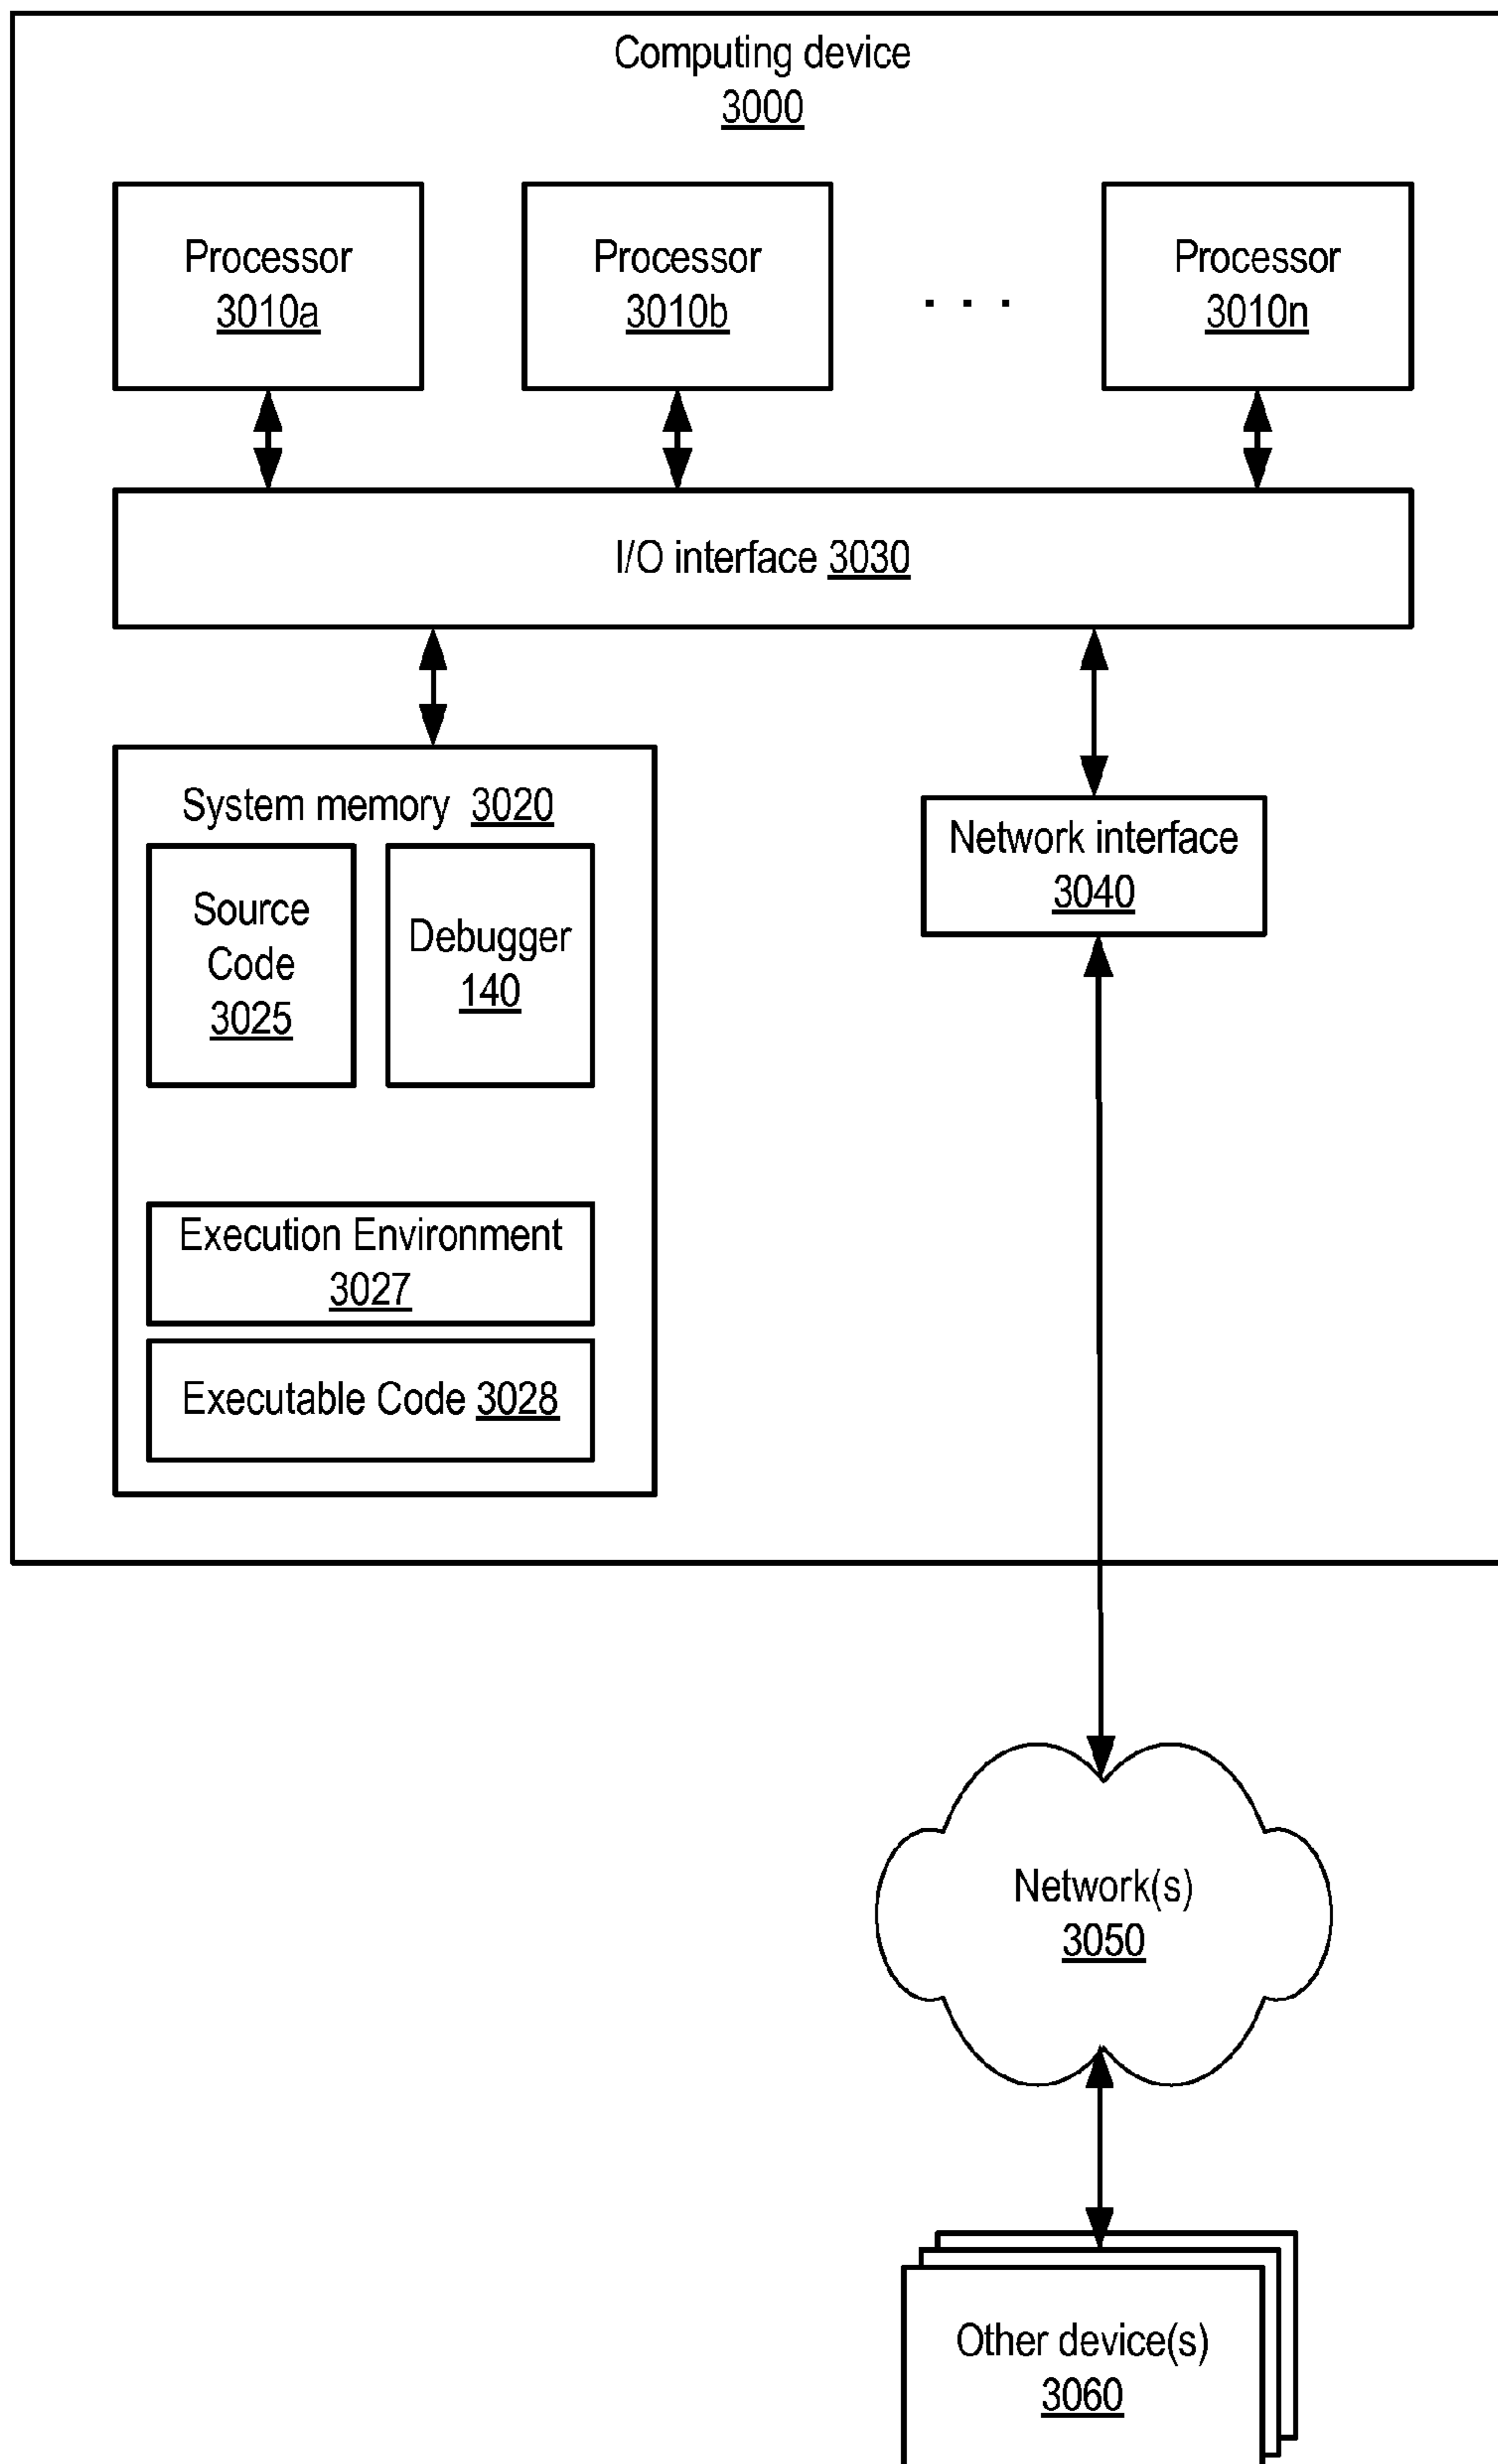 Computing device
3000
Processor
3010a
Processor
3010b
. . .
Processor
3010n
I/O interface 3030
System memory 3020
Source
Code
3025
Debugger
140
Network interface
3040
Execution Environment
3027
Executable Code 3028
Network(s)
3050
Other device(s)
3060